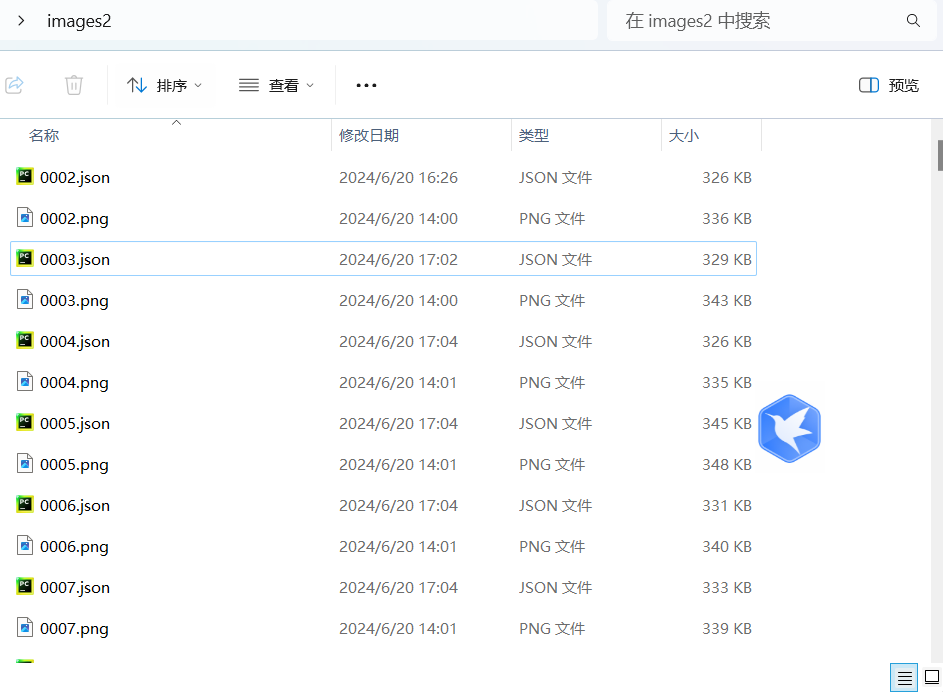 images2
在 images2 中搜索
排序
查看
预览
名称 修改日期 类型 大小
0002.json 2024/6/20 16:26 JSON 文件 326 KB
0002.png 2024/6/20 14:00 PNG 文件 336 KB
0003.json 2024/6/20 17:02 JSON 文件 329 KB
0003.png 2024/6/20 14:00 PNG 文件 343 KB
0004.json 2024/6/20 17:04 JSON 文件 326 KB
0004.png 2024/6/20 14:01 PNG 文件 335 KB
0005.json 2024/6/20 17:04 JSON 文件 345 KB
0005.png 2024/6/20 14:01 PNG 文件 348 KB
0006.json 2024/6/20 17:04 JSON 文件 331 KB
0006.png 2024/6/20 14:01 PNG 文件 340 KB
0007.json 2024/6/20 17:04 JSON 文件 333 KB
0007.png 2024/6/20 14:01 PNG 文件 339 KB